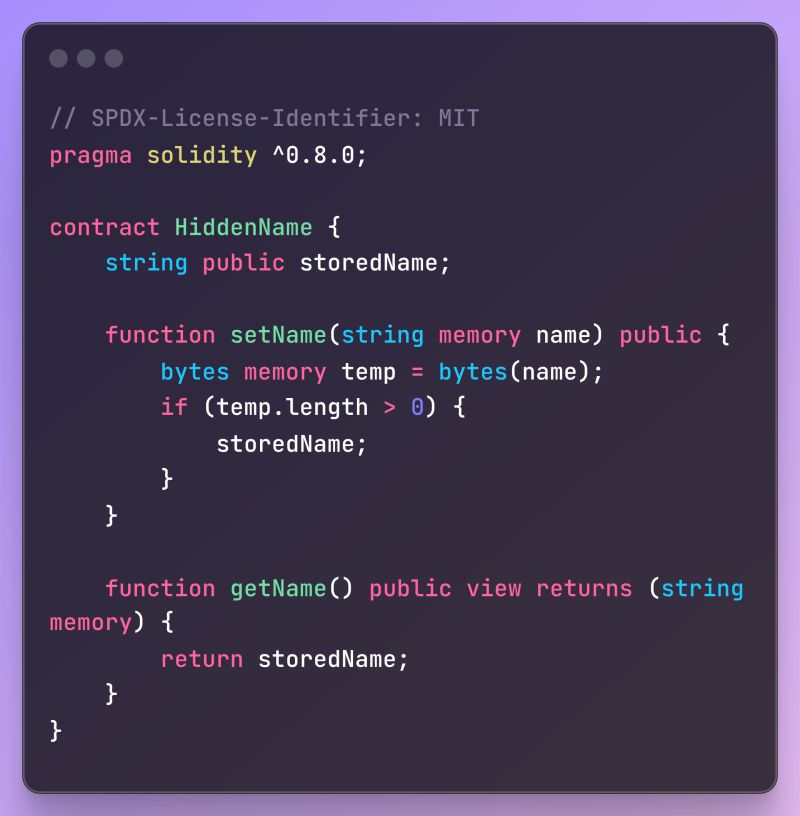 // SPDX-License-Identifier: MIT
pragma solidity ^0.8.0;

contract HiddenName {
    string public storedName;

    function setName(string memory name) public {
        bytes memory temp = bytes(name);
        if (temp.length > 0) {
            storedName;
        }
    }

    function getName() public view returns (string
memory) {
        return storedName;
    }
}